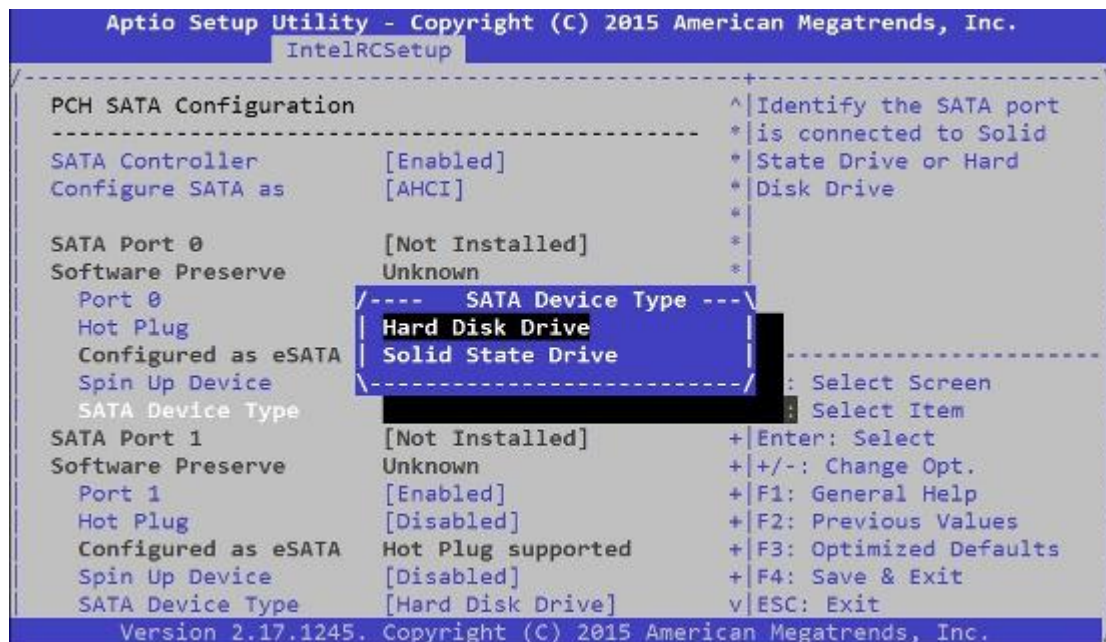 Aptio Setup Utility - Copyright (C) 2015 American Megatrends, Inc.
IntelRCSetup
PCH SATA Configuration
SATA Controller [Enabled]
Configure SATA as [AHCI]
SATA Port 0 [Not Installed]
Software Preserve Unknown
Port 0
Hot Plug
Configured as eSATA
Spin Up Device
SATA Device Type
SATA Device Type
Hard Disk Drive
Solid State Drive
SATA Port 1 [Not Installed]
Software Preserve Unknown
Port 1 [Enabled]
Hot Plug [Disabled]
Configured as eSATA Hot Plug supported
Spin Up Device [Disabled]
SATA Device Type [Hard Disk Drive]
Identify the SATA port
is connected to Solid
State Drive or Hard
Disk Drive
: Select Screen
: Select Item
Enter: Select
+/-: Change Opt.
F1: General Help
F2: Previous Values
F3: Optimized Defaults
F4: Save & Exit
ESC: Exit
Version 2.17.1245. Copyright (C) 2015 American Megatrends, Inc.